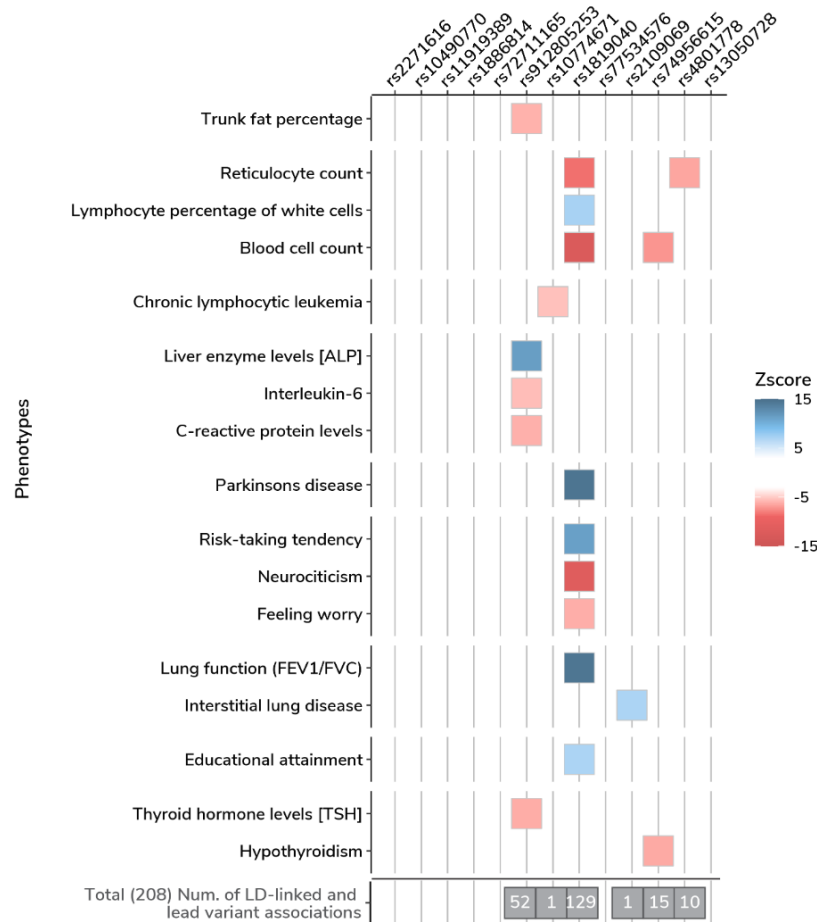 rs2271616
rs10490770
rs11919389
rs1886814
rs72711165
rs912805253
rs10774671
rs1819040
rs77534576
rs2109069
rs74956615
rs4801778
rs13050728
Trunk fat percentage
Reticulocyte count
Lymphocyte percentage of white cells
Blood cell count
Chronic lymphocytic leukemia
Liver enzyme levels [ALP]
Interleukin-6
C-reactive protein levels
Parkinsons disease
Risk-taking tendency
Neurociticism
Feeling worry
Lung function (FEV1/FVC)
Interstitial lung disease
Educational attainment
Thyroid hormone levels [TSH]
Hypothyroidism
Total (208) Num. of LD-linked and
lead variant associations
52 1 129 1 15 10
Phenotypes
Zscore
15
5
-5
-15